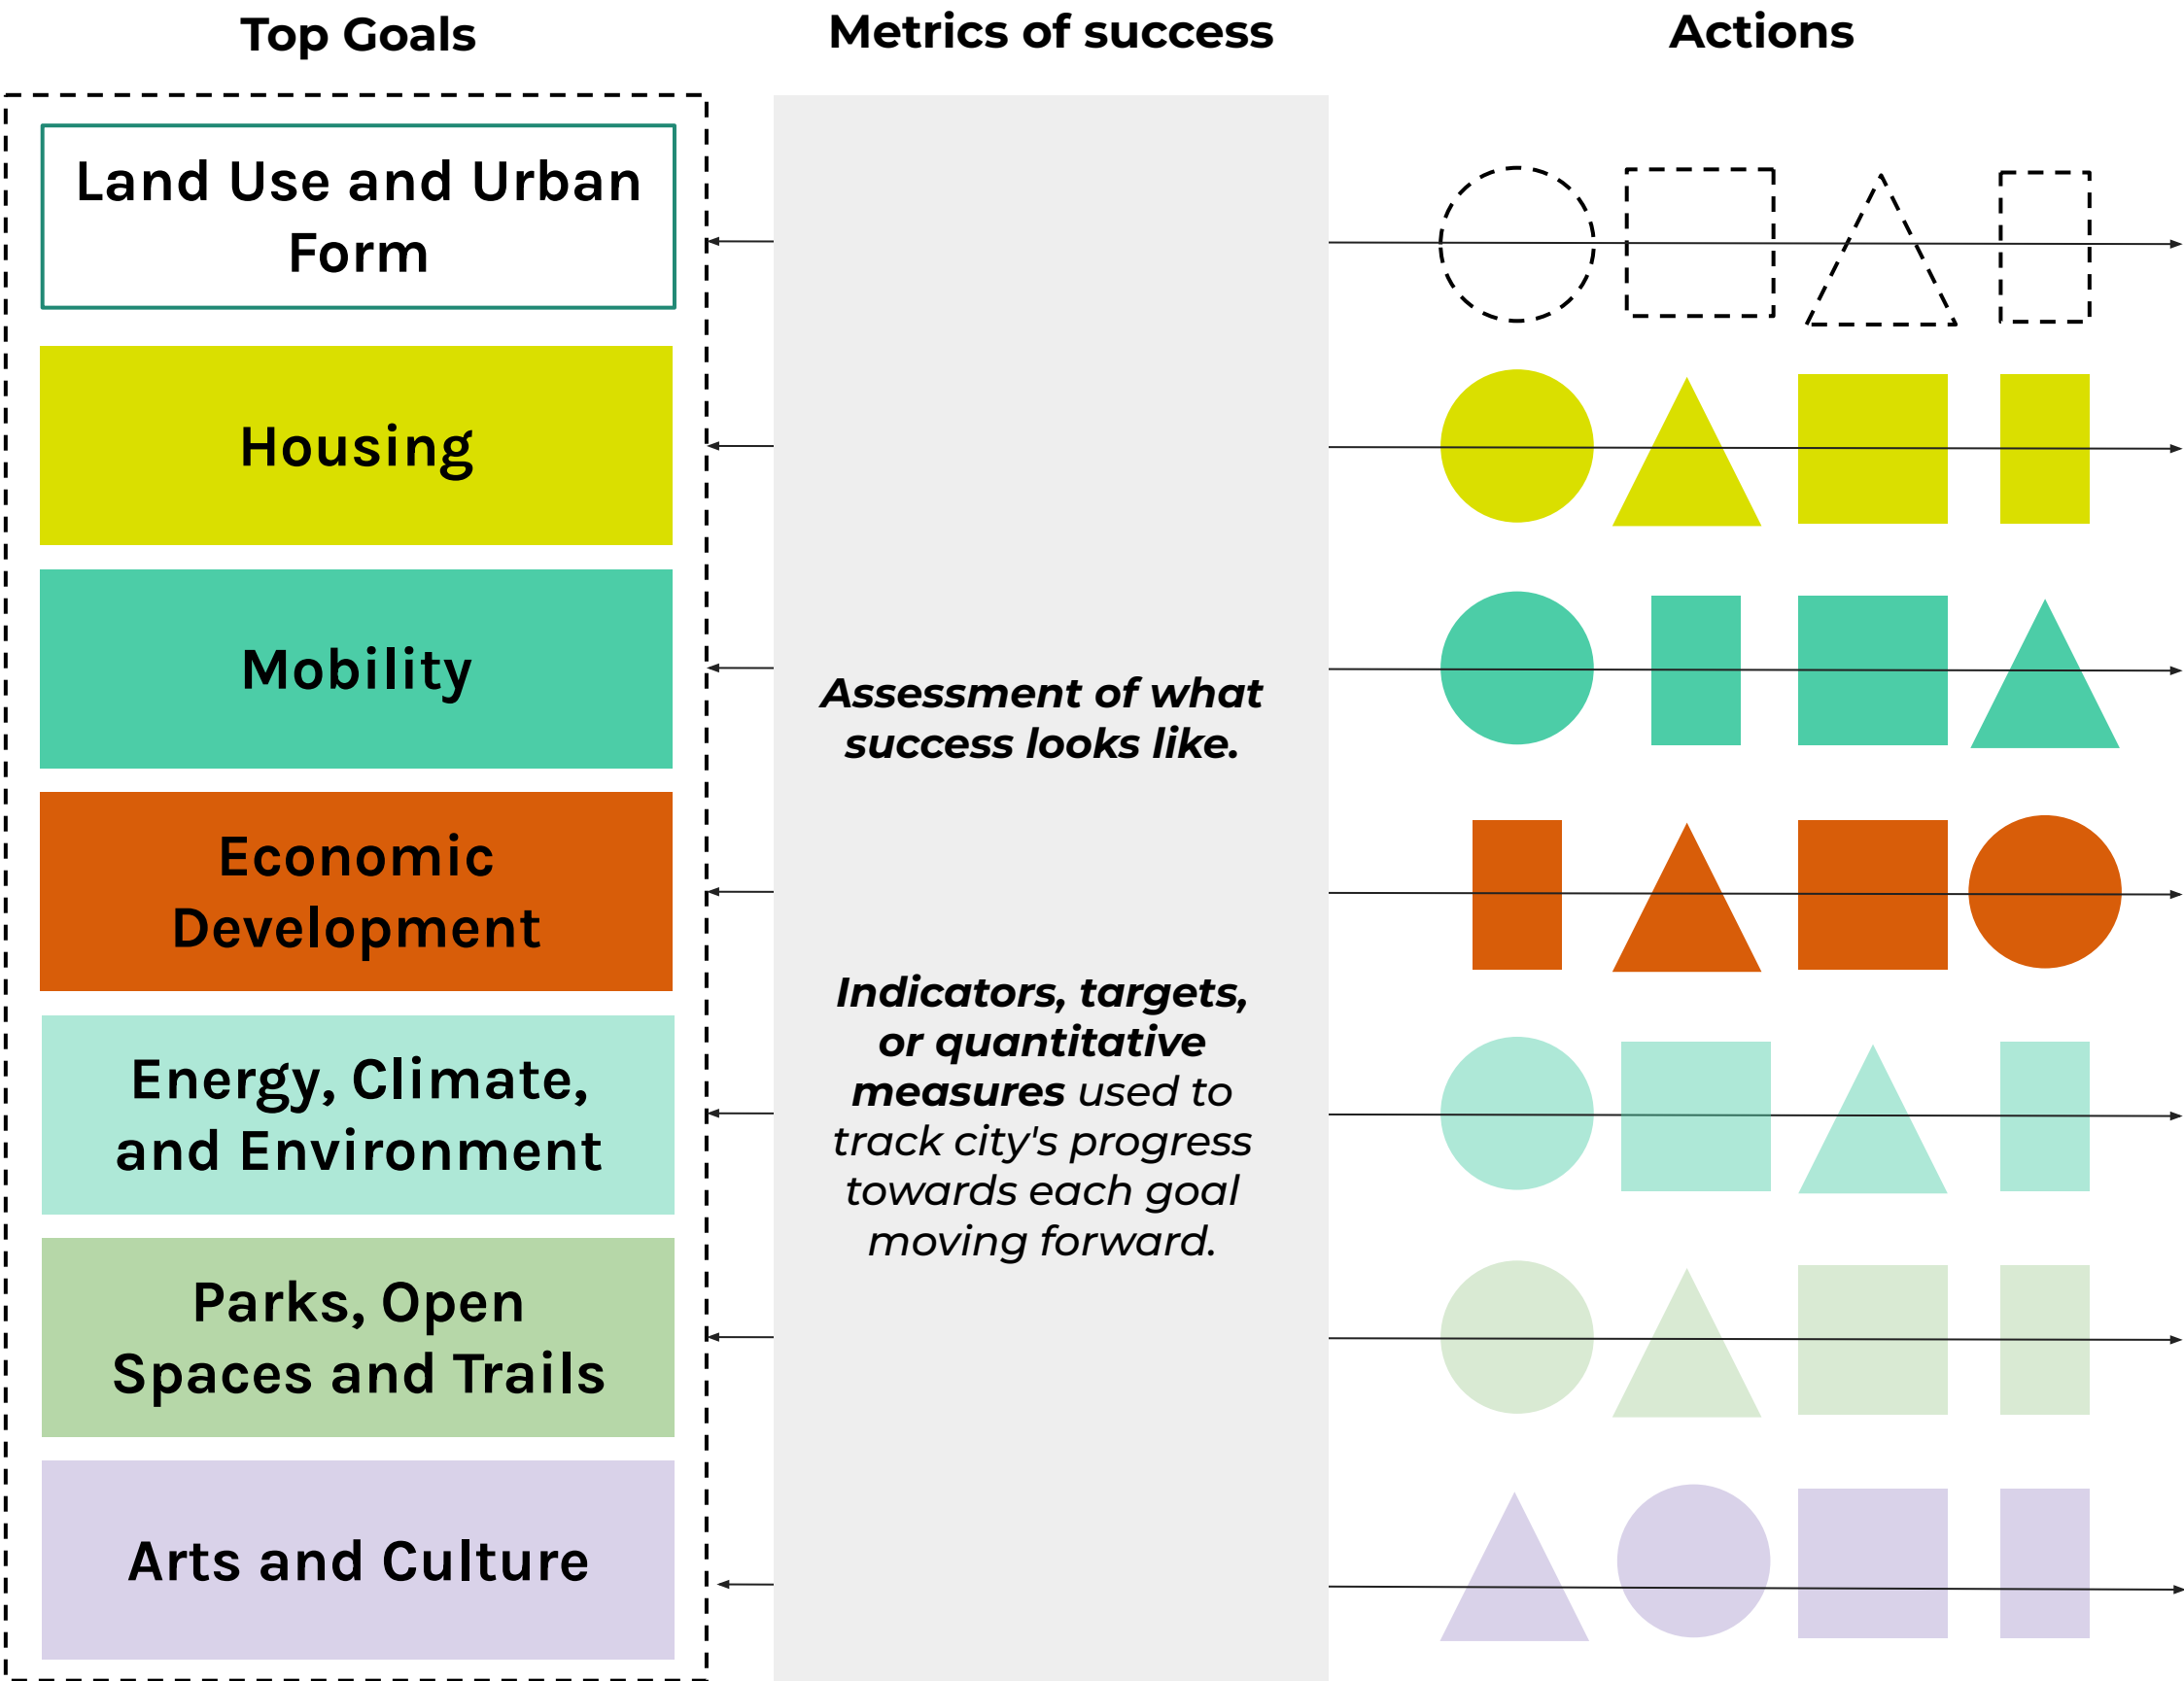 Top Goals
Metrics of success
Actions
Land Use and Urban
Form
Housing
Mobility
Economic
Development
Energy, Climate,
and Environment
Parks, Open
Spaces and Trails
Arts and Culture
Assessment of what
success looks like.
Indicators, targets,
or quantitative
measures used to
track city's progress
towards each goal
moving forward.